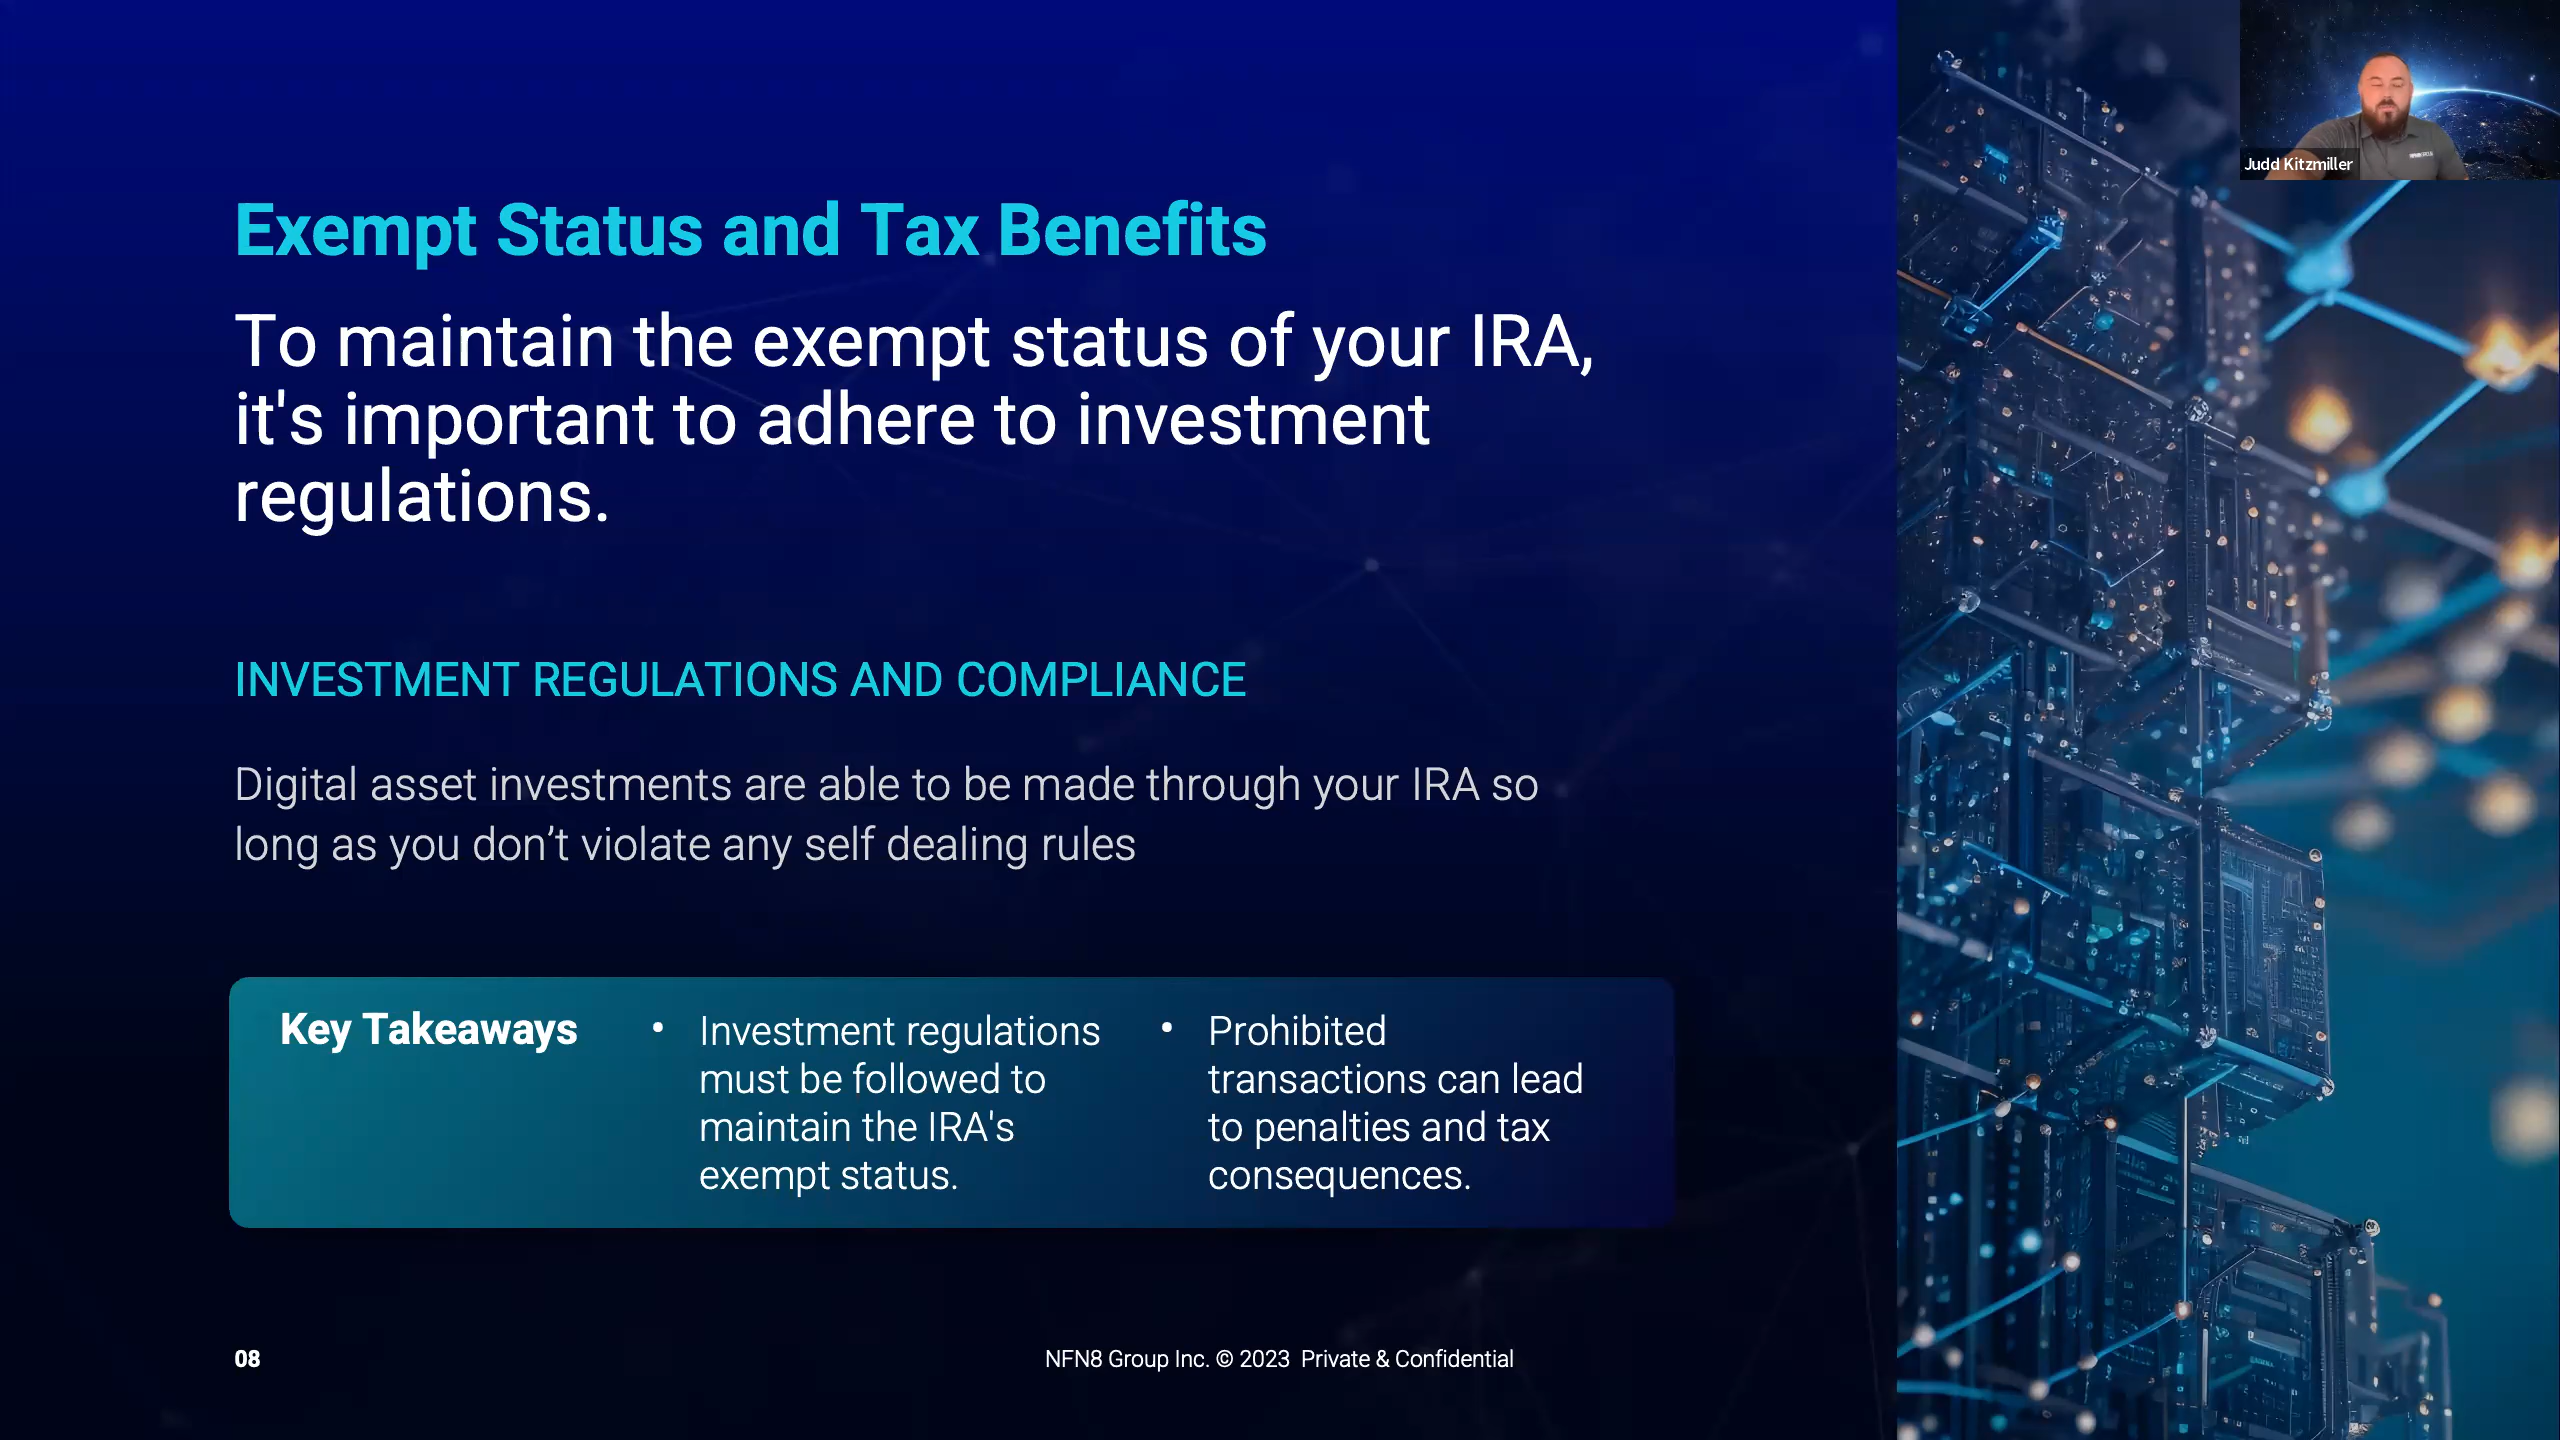 Judd Kitzmiller
Exempt Status and Tax Benefits
To maintain the exempt status of your IRA,
it's important to adhere to investment
regulations.
INVESTMENT REGULATIONS AND COMPLIANCE
Digital asset investments are able to be made through your IRA so
long as you don’t violate any self dealing rules
Key Takeaways
• Investment regulations
must be followed to
maintain the IRA's
exempt status.
• Prohibited
transactions can lead
to penalties and tax
consequences.
08
NFN8 Group Inc. © 2023 Private & Confidential